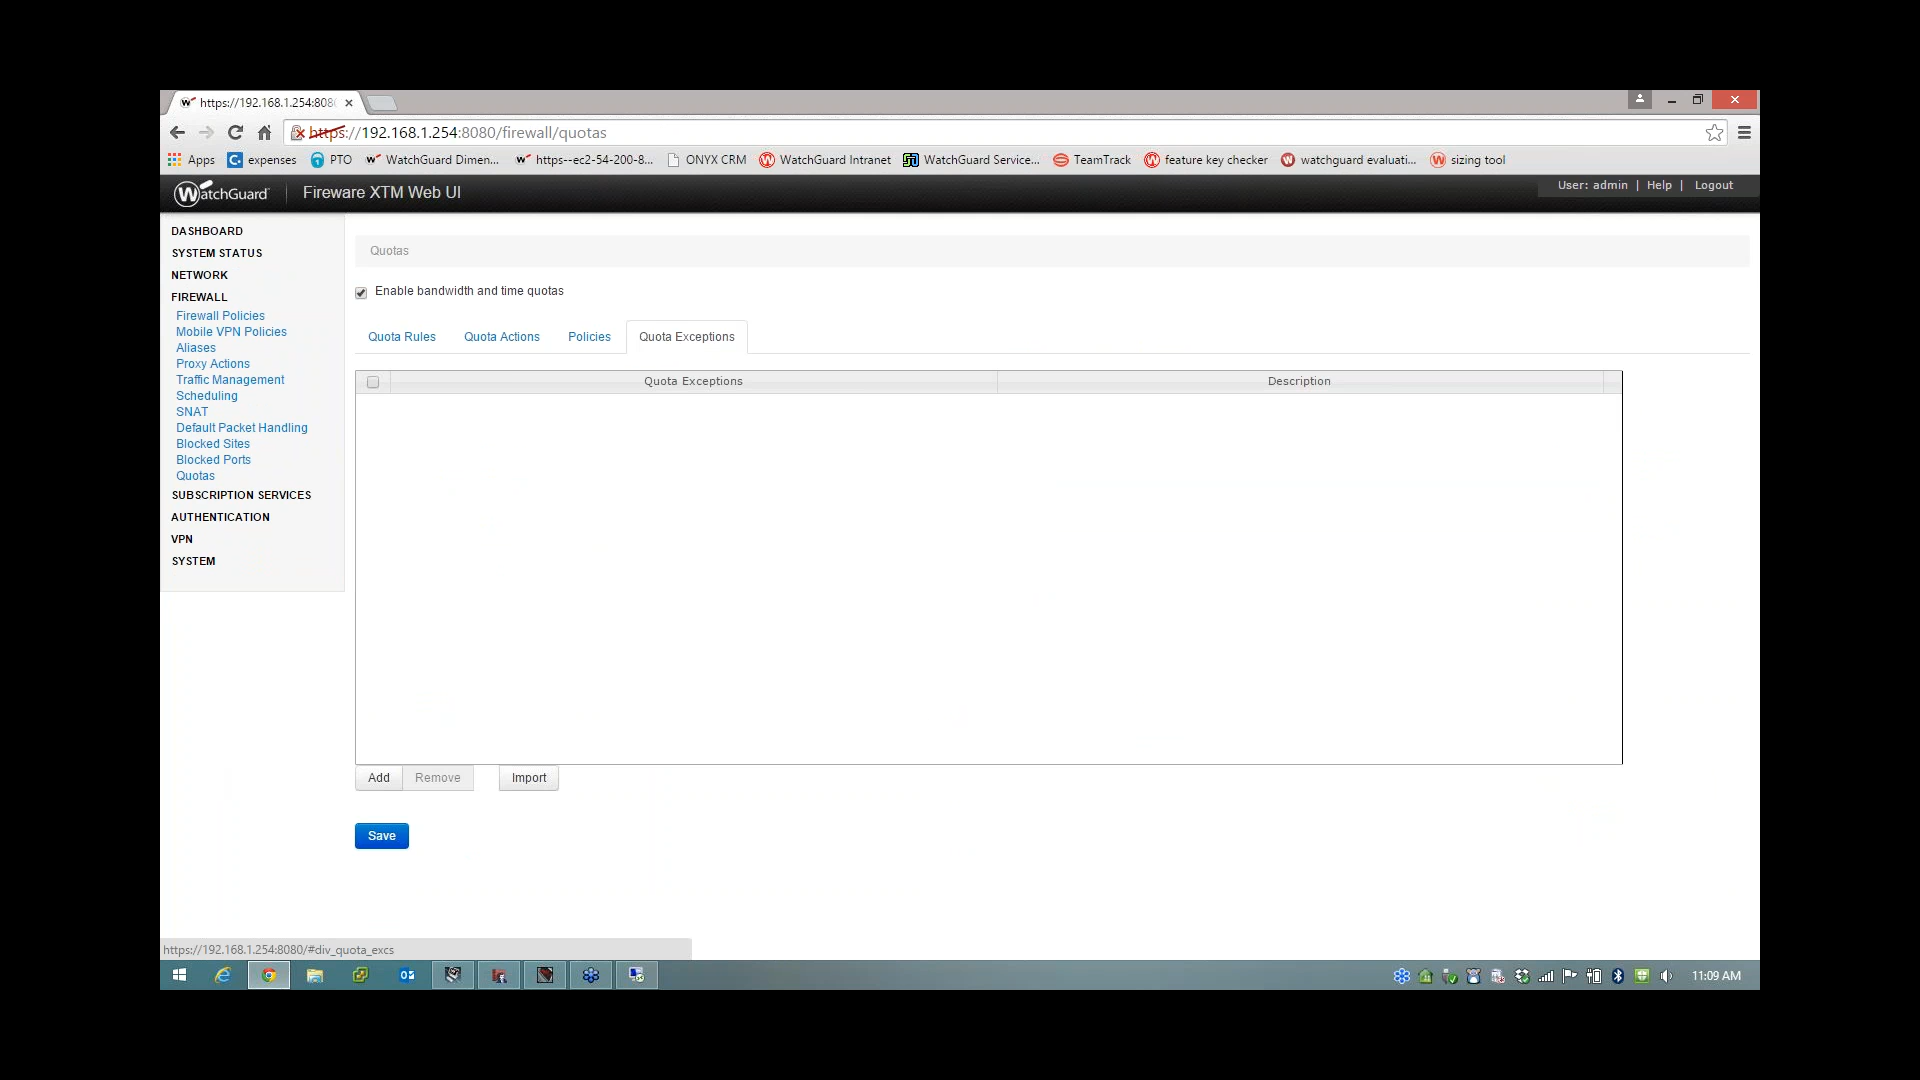 https://192.168.1.254:808
https://192.168.1.254:8080/firewall/quotas
Apps expenses PTO WatchGuard Dimen... https--ec2-54-200-8... ONYX CRM WatchGuard Intranet WatchGuard Service... TeamTrack feature key checker watchguard evaluati... sizing tool
WatchGuard Fireware XTM Web UI User: admin | Help | Logout
DASHBOARD
SYSTEM STATUS
NETWORK
FIREWALL
Firewall Policies
Mobile VPN Policies
Aliases
Proxy Actions
Traffic Management
Scheduling
SNAT
Default Packet Handling
Blocked Sites
Blocked Ports
Quotas
SUBSCRIPTION SERVICES
AUTHENTICATION
VPN
SYSTEM
Quotas
Enable bandwidth and time quotas
Quota Rules Quota Actions Policies Quota Exceptions
Quota Exceptions Description
Add Remove Import
Save
https://192.168.1.254:8080/#div_quota_excs
11:09 AM